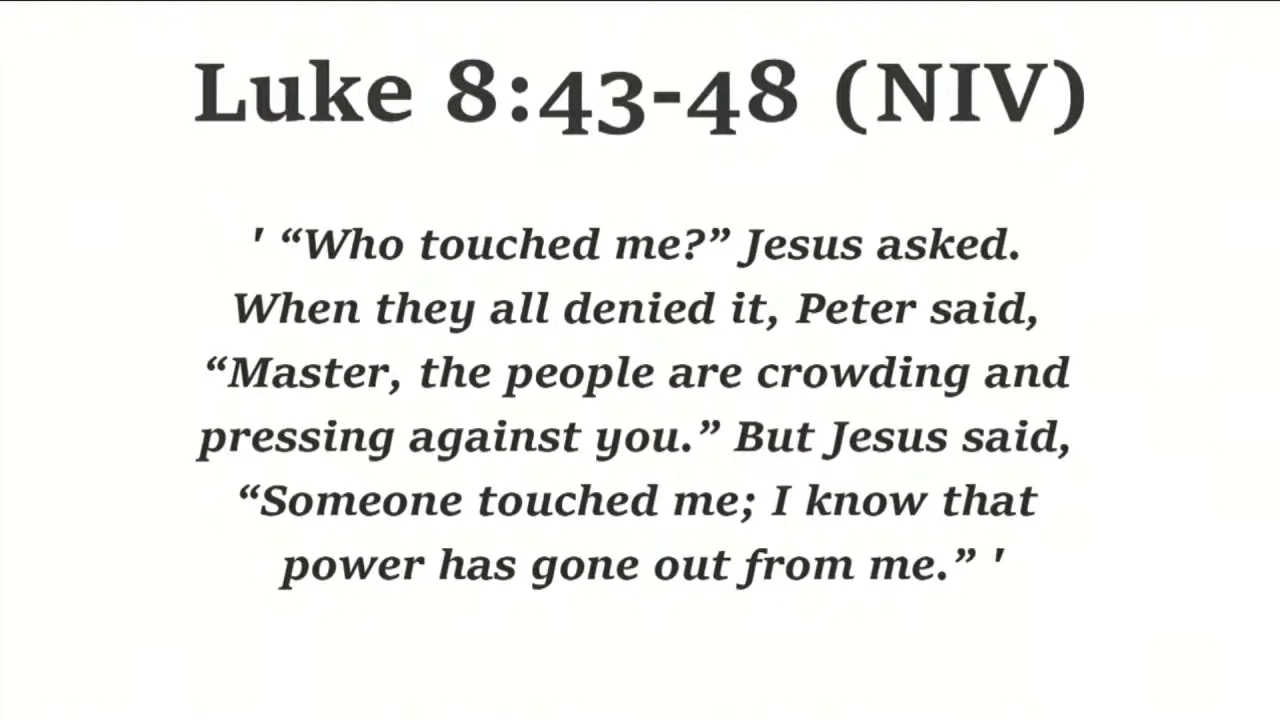 Luke 8:43-48 (NIV)
' “Who touched me?” Jesus asked.
When they all denied it, Peter said,
“Master, the people are crowding and
pressing against you.” But Jesus said,
“Someone touched me; I know that
power has gone out from me.” '